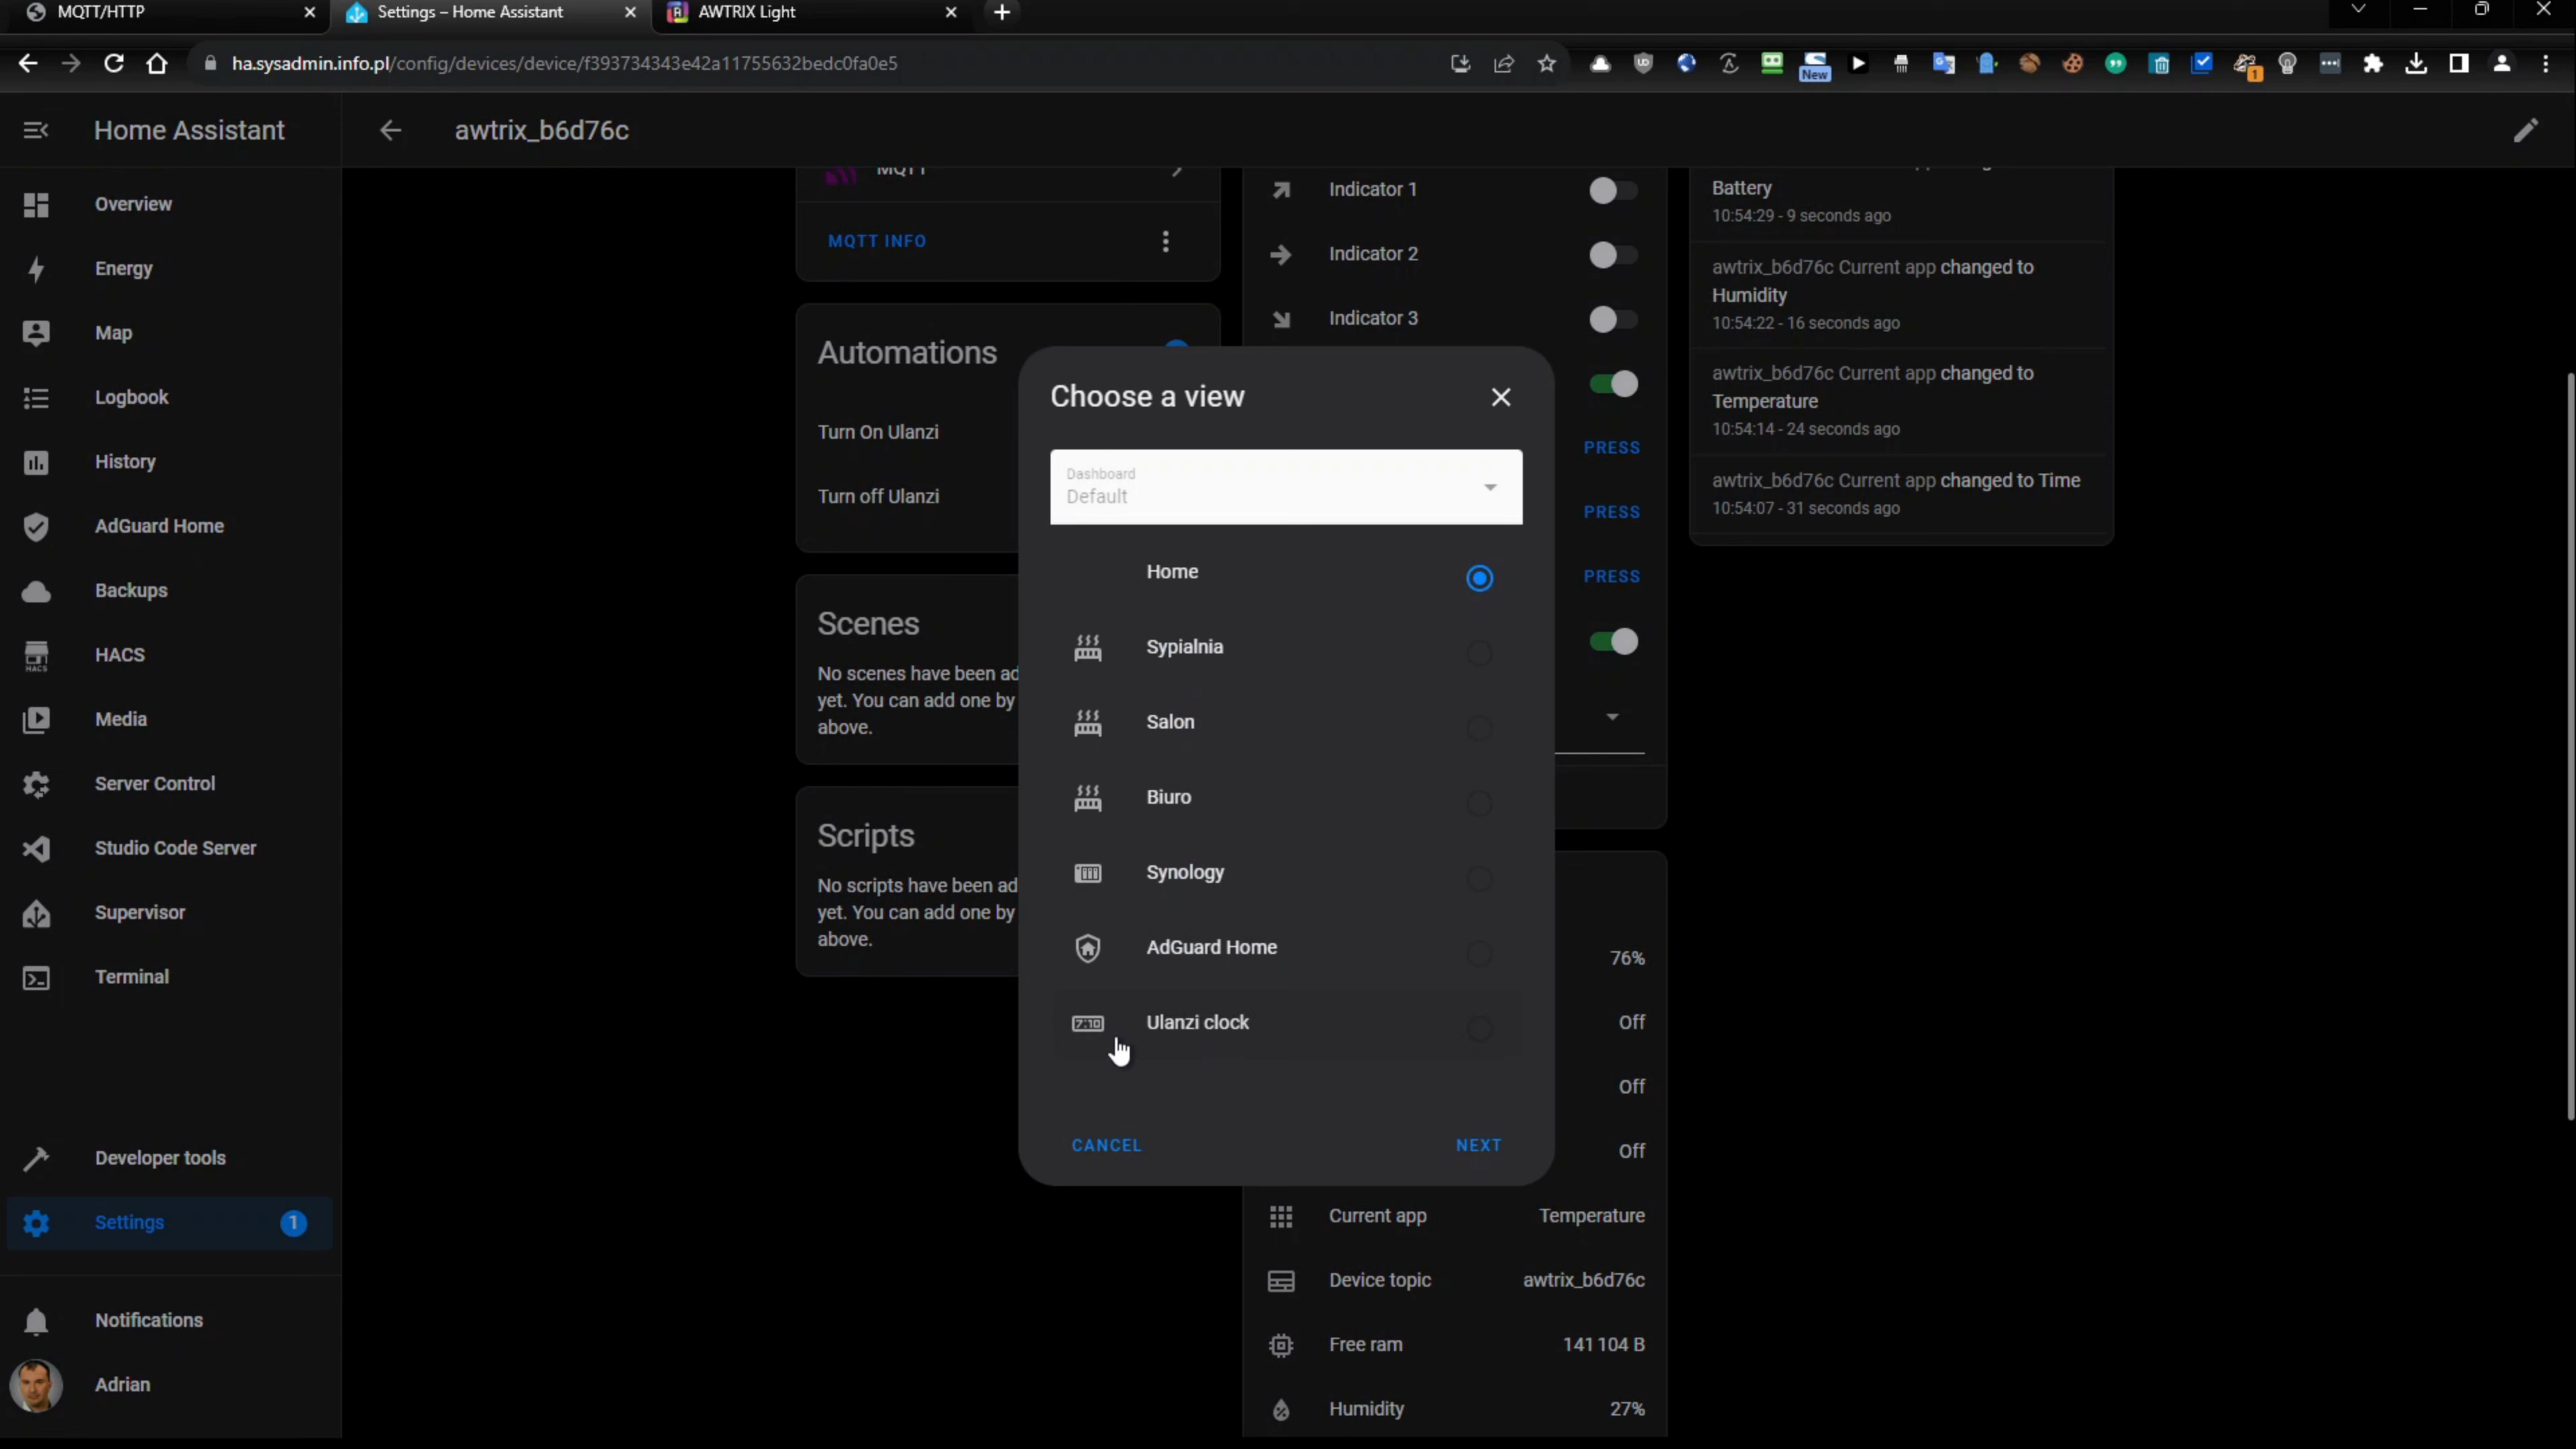 MQTT/HTTP
Settings – Home Assistant
AWTRIX Light
ha.sysadmin.info.pl/config/devices/device/f393734343e42a11755632bedc0fa0e5
New
1
Home Assistant
awtrix_b6d76c
Overview
Energy
Map
Logbook
History
AdGuard Home
Backups
HACS
HACS
Media
Server Control
Studio Code Server
Supervisor
Terminal
Developer tools
Settings
1
Notifications
Adrian
MQTT
MQTT INFO
Automations
Turn On Ulanzi
Turn off Ulanzi
Scenes
No scenes have been ad
yet. You can add one by
above.
Scripts
No scripts have been ad
yet. You can add one by
above.
Indicator 1
Indicator 2
Indicator 3
PRESS
PRESS
PRESS
Choose a view
Dashboard
Default
Home
Sypialnia
Salon
Biuro
Synology
AdGuard Home
7:10
Ulanzi clock
CANCEL
NEXT
76%
Off
Off
Off
Current app Temperature
Device topic awtrix_b6d76c
Free ram 141 104 B
Humidity 27%
Battery
10:54:29 - 9 seconds ago
awtrix_b6d76c Current app changed to
Humidity
10:54:22 - 16 seconds ago
awtrix_b6d76c Current app changed to
Temperature
10:54:14 - 24 seconds ago
awtrix_b6d76c Current app changed to Time
10:54:07 - 31 seconds ago